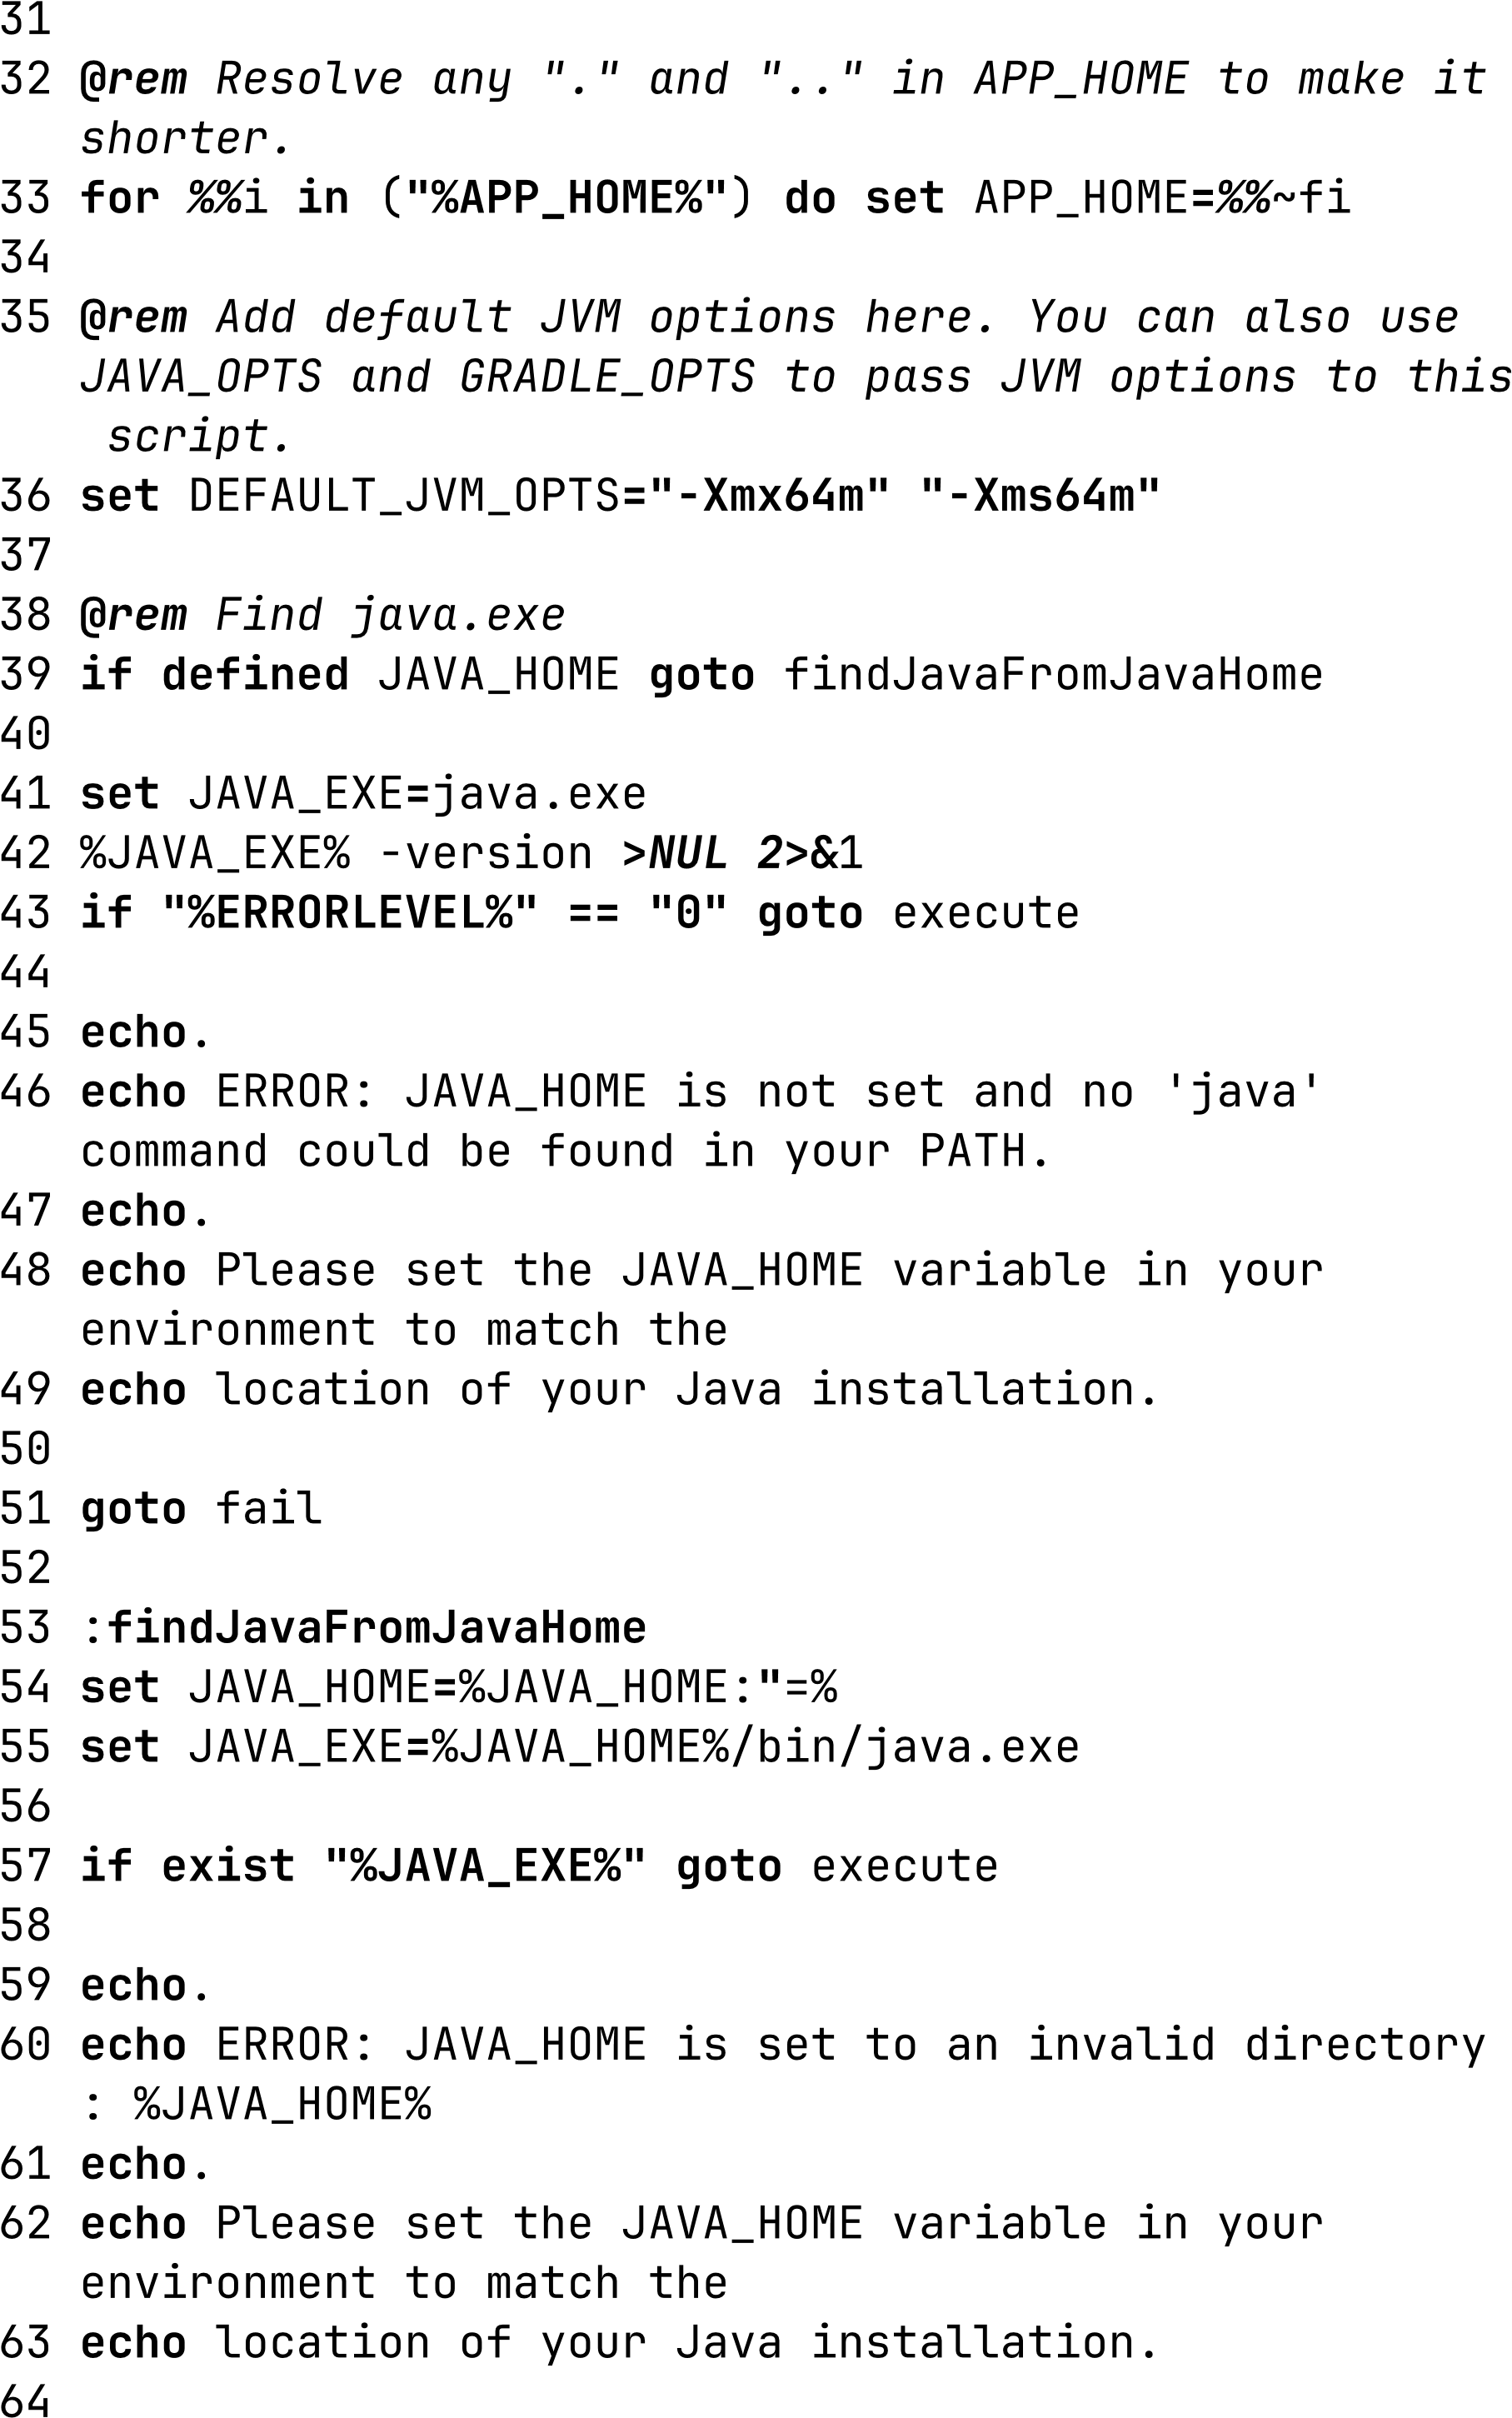 31
32 @rem Resolve any "." and ".." in APP_HOME to make it
shorter.
33 for %%i in ("%APP_HOME%") do set APP_HOME=%%~fi
34
35 @rem Add default JVM options here. You can also use
JAVA_OPTS and GRADLE_OPTS to pass JVM options to this
script.
36 set DEFAULT_JVM_OPTS="-Xmx64m" "-Xms64m"
37
38 @rem Find java.exe
39 if defined JAVA_HOME goto findJavaFromJavaHome
40
41 set JAVA_EXE=java.exe
42 %JAVA_EXE% -version >NUL 2>&1
43 if "%ERRORLEVEL%" == "0" goto execute
44
45 echo.
46 echo ERROR: JAVA_HOME is not set and no 'java'
command could be found in your PATH.
47 echo.
48 echo Please set the JAVA_HOME variable in your
environment to match the
49 echo location of your Java installation.
50
51 goto fail
52
53 :findJavaFromJavaHome
54 set JAVA_HOME=%JAVA_HOME:"=%
55 set JAVA_EXE=%JAVA_HOME%/bin/java.exe
56
57 if exist "%JAVA_EXE%" goto execute
58
59 echo.
60 echo ERROR: JAVA_HOME is set to an invalid directory
: %JAVA_HOME%
61 echo.
62 echo Please set the JAVA_HOME variable in your
environment to match the
63 echo location of your Java installation.
64